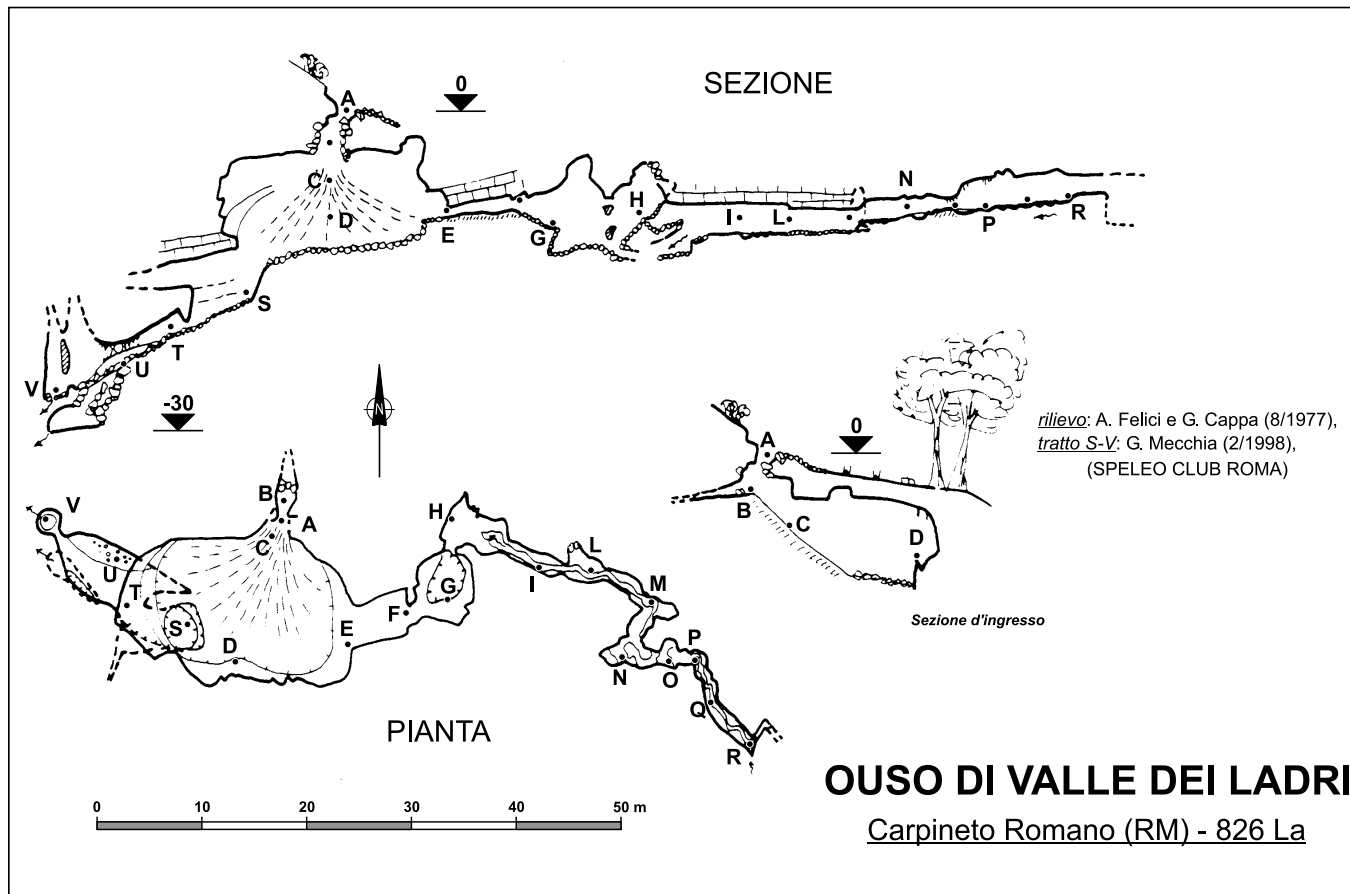 SEZIONE
0
A
C
D
E
G
H
I
L
N
P
R
S
T
U
V
-30
N
rilievo: A. Felici e G. Cappa (8/1977),
tratto S-V: G. Mecchia (2/1998),
(SPELEO CLUB ROMA)
0
A
B
C
D
Sezione d'ingresso
V
B
A
C
U
T
S
D
E
F
G
H
I
L
M
N
O
P
Q
R
PIANTA
0 10 20 30 40 50 m
OUSO DI VALLE DEI LADRI
Carpineto Romano (RM) - 826 La